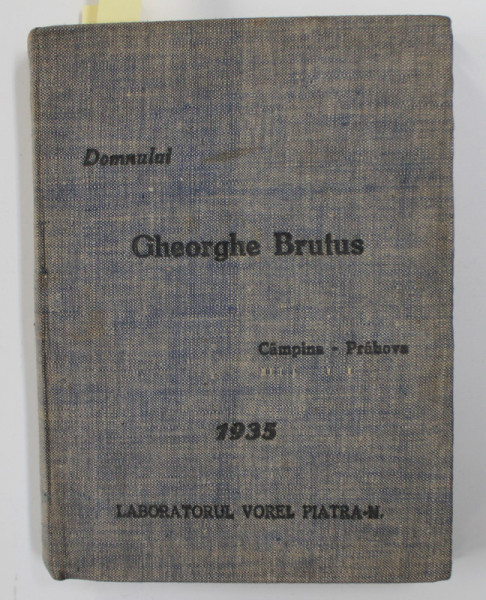 Domnului
Gheorghe Brutus
Câmpina - Prahova
1935
LABORATORUL VOREL PIATRA-N.